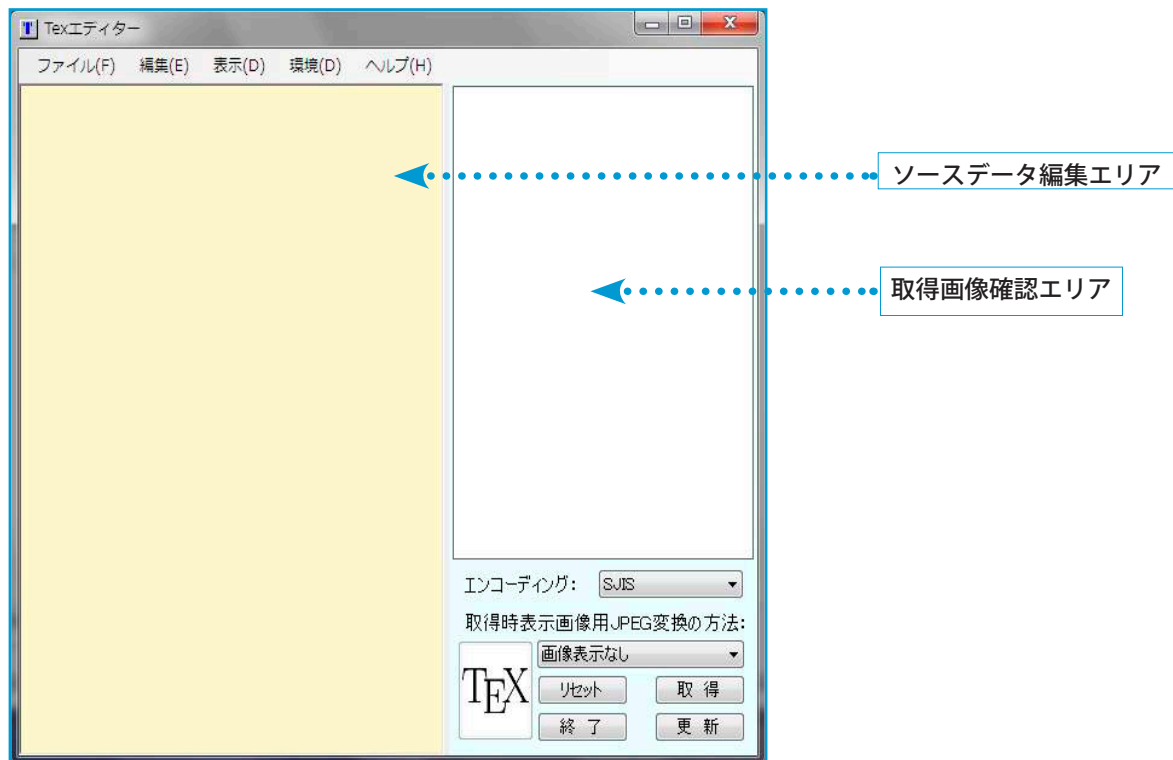 Texエディター
ファイル(F) 編集(E) 表示(D) 環境(D) ヘルプ(H)
ソースデータ編集エリア
取得画像確認エリア
エンコーディング: SJIS
取得時表示画像用JPEG変換の方法:
画像表示なし
TEX
リセット 取 得
終 了 更 新